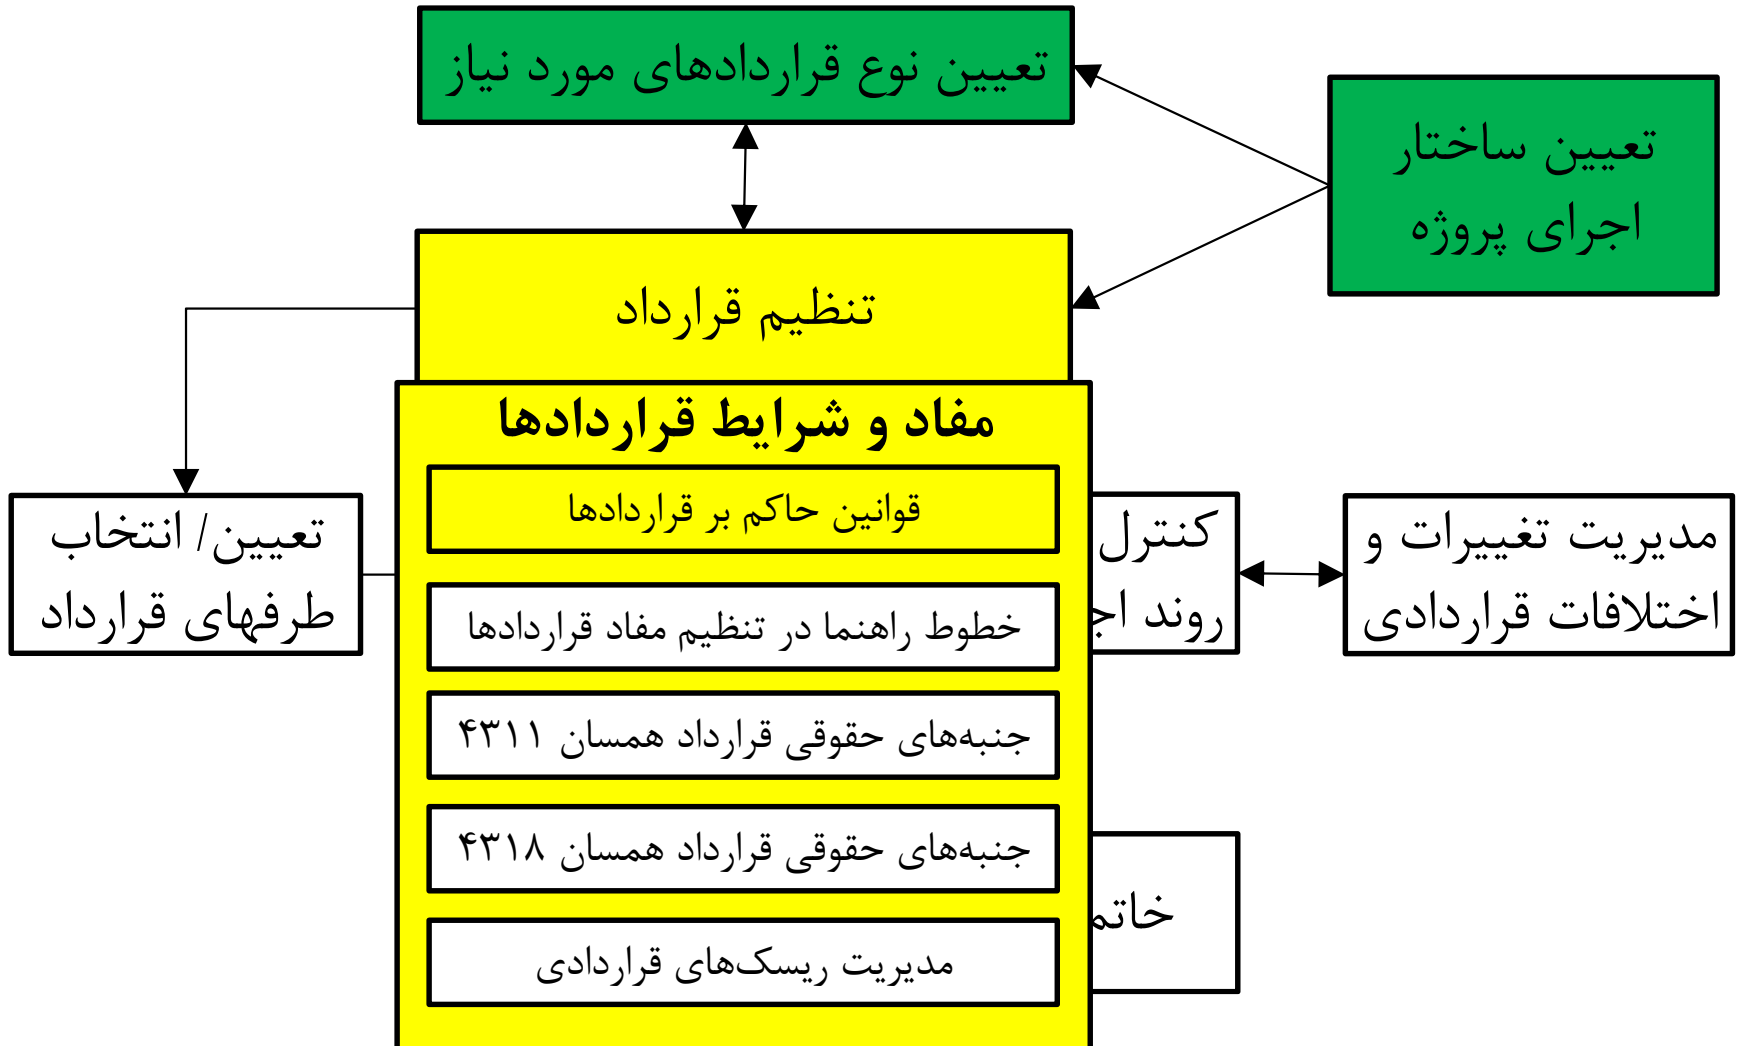 تعیین نوع قراردادهای مورد نیاز
تعیین ساختار
اجرای پروژه
تنظیم قرارداد
مفاد و شرایط قراردادها
قوانین حاکم بر قراردادها
خطوط راهنما در تنظیم مفاد قراردادها
جنبه‌های حقوقی قرارداد همسان ۴۳۱۱
جنبه‌های حقوقی قرارداد همسان ۴۳۱۸
مدیریت ریسک‌های قراردادی
مدیریت تغییرات و
اختلافات قراردادی
کنترل
روند
تعیین/ انتخاب
طرفهای قرارداد